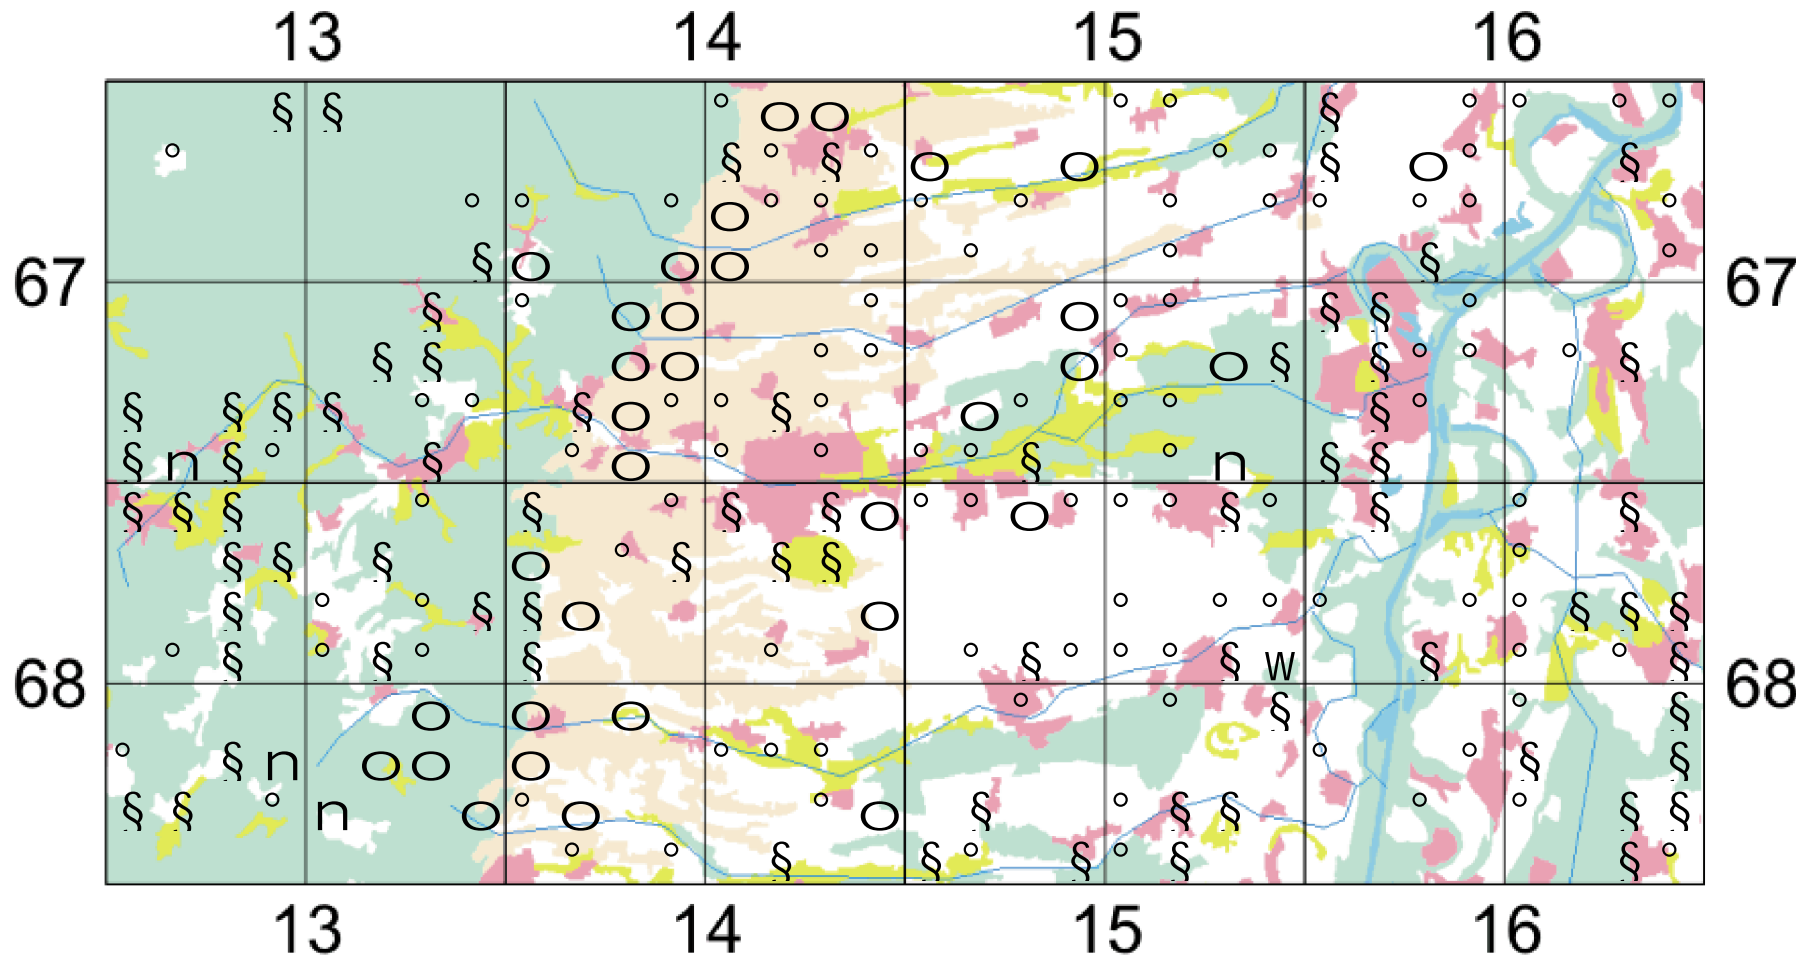 13 14 15 16
§ § o O O o o § o o o o
o § o § o O O o o § O o §
o o o O o o o o o o o o o o
§ O O O o o o o § o
67 67
§ o O O o O o o § § o
§ § O O o o O o O § § o o o §
§ § § § o o § O o o § o O o o o § o
§ n § o § o O o o o o § o n § §
§ § § o § o § § O o o O o o o § o § o §
§ § § O o § § § o
§ o o § § O O o o o o o o § § §
o § o § o § o o § o o o § w § o o §
68 68
O O O o o § o §
o § n O O O o o o o o § §
§ § o n O o O o O § o § § o o § §
o o § § o § o § § o
13 14 15 16